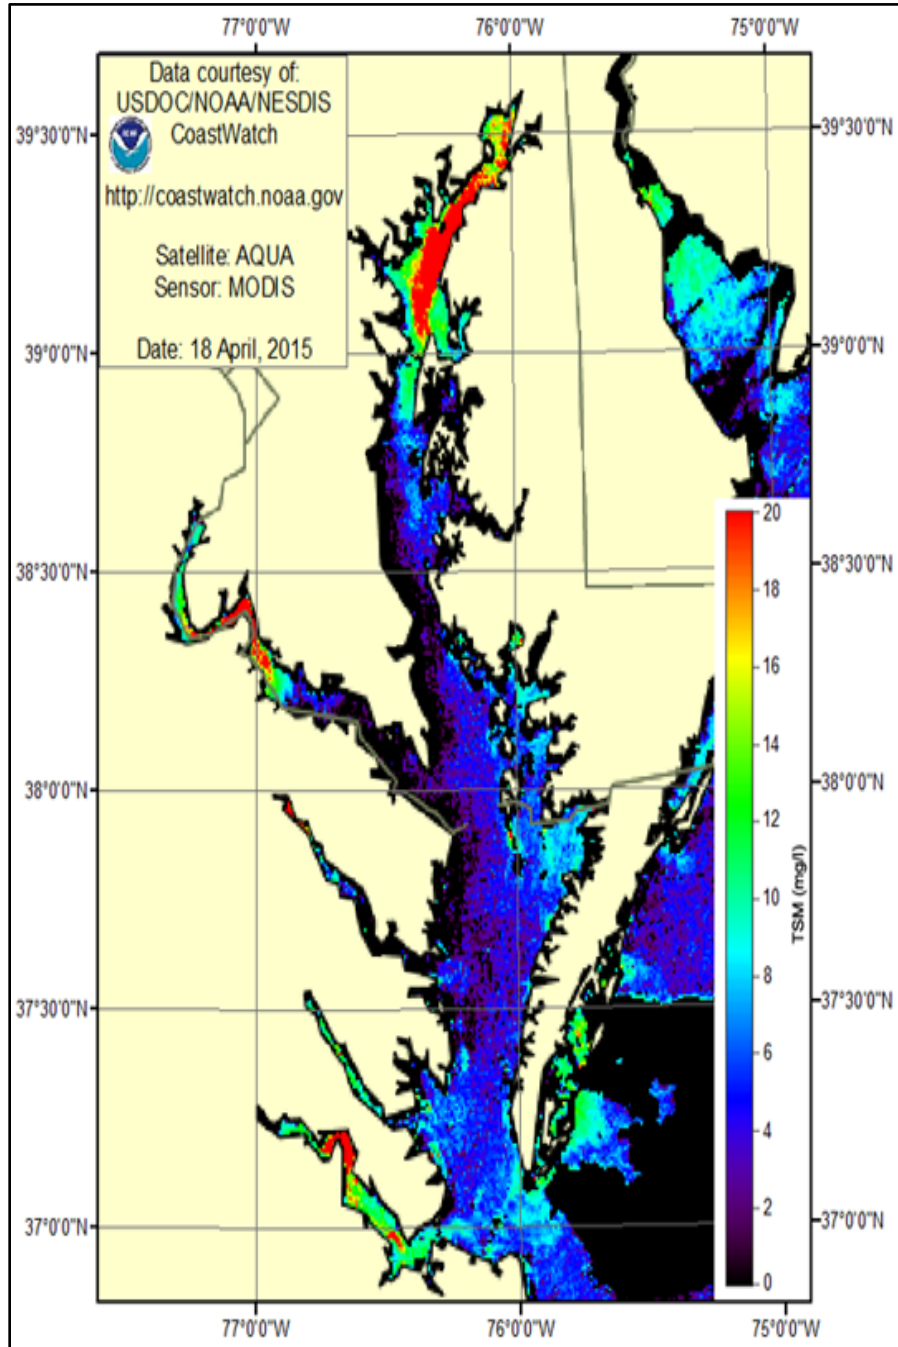 77°0'0"W 76°0'0"W 75°0'0"W
Data courtesy of:
USDOC/NOAA/NESDIS
CoastWatch
http://coastwatch.noaa.gov
Satellite: AQUA
Sensor: MODIS
Date: 18 April, 2015
39°30'0"N
39°0'0"N
38°30'0"N
38°0'0"N
37°30'0"N
37°0'0"N
39°30'0"N
39°0'0"N
38°30'0"N
38°0'0"N
37°30'0"N
37°0'0"N
20
18
16
14
12
10
8
6
4
2
0
TSM (mg/l)
77°0'0"W 76°0'0"W 75°0'0"W